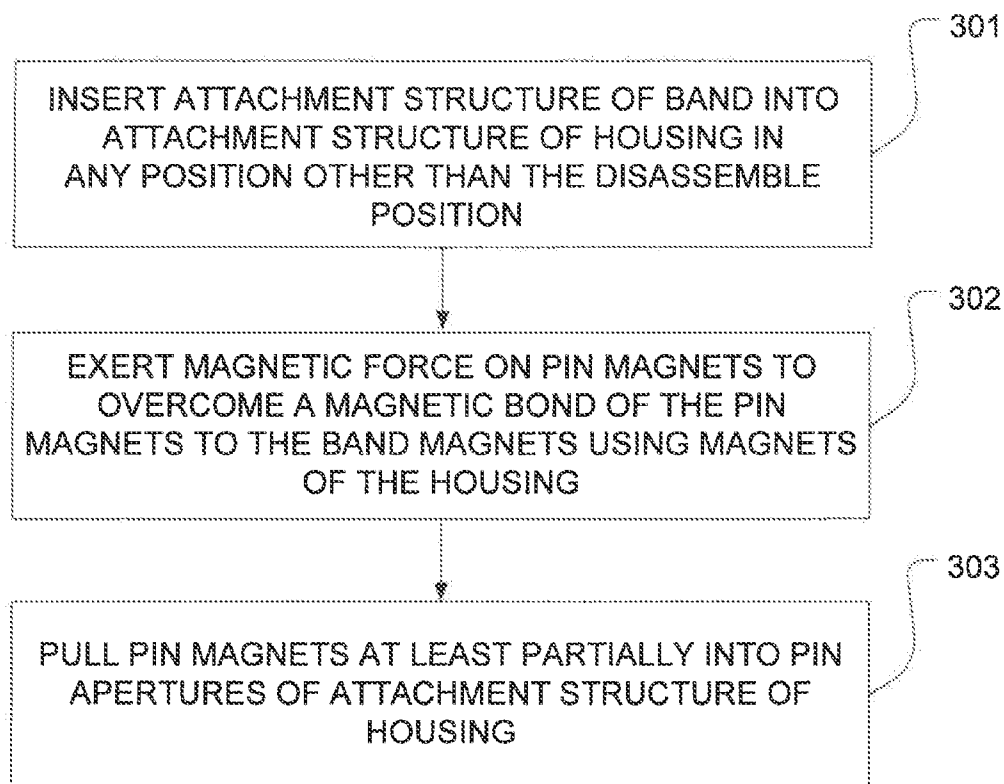 301
INSERT ATTACHMENT STRUCTURE OF BAND INTO
ATTACHMENT STRUCTURE OF HOUSING IN
ANY POSITION OTHER THAN THE DISASSEMBLE
POSITION
302
EXERT MAGNETIC FORCE ON PIN MAGNETS TO
OVERCOME A MAGNETIC BOND OF THE PIN
MAGNETS TO THE BAND MAGNETS USING MAGNETS
OF THE HOUSING
303
PULL PIN MAGNETS AT LEAST PARTIALLY INTO PIN
APERTURES OF ATTACHMENT STRUCTURE OF
HOUSING